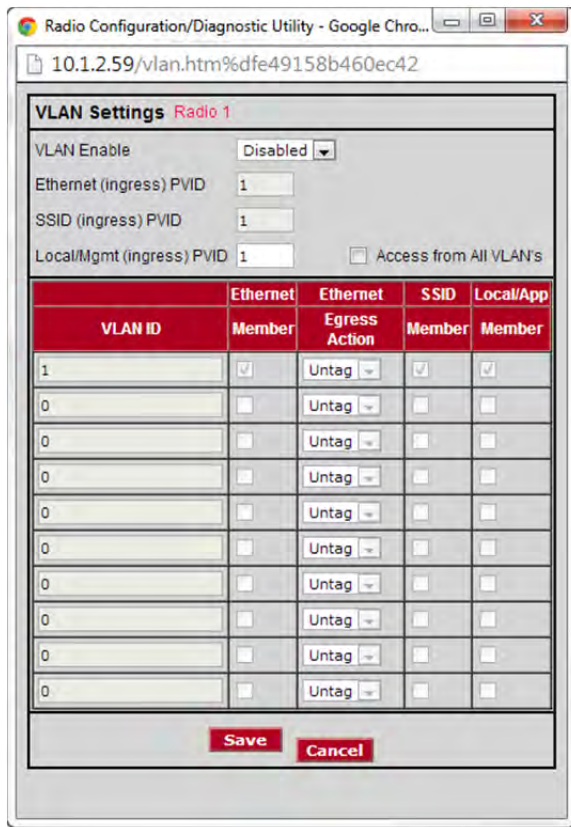 Radio Configuration/Diagnostic Utility - Google Chro...
10.1.2.59/vlan.htm%dfe49158b460ec42
VLAN Settings Radio 1
VLAN Enable Disabled
Ethernet (ingress) PVID 1
SSID (ingress) PVID 1
Local/Mgmt (ingress) PVID 1 Access from All VLAN's
Ethernet Ethernet SSID Local/App
VLAN ID Member Egress Action Member Member
1 Untag
0 Untag
0 Untag
0 Untag
0 Untag
0 Untag
0 Untag
0 Untag
0 Untag
0 Untag
Save Cancel